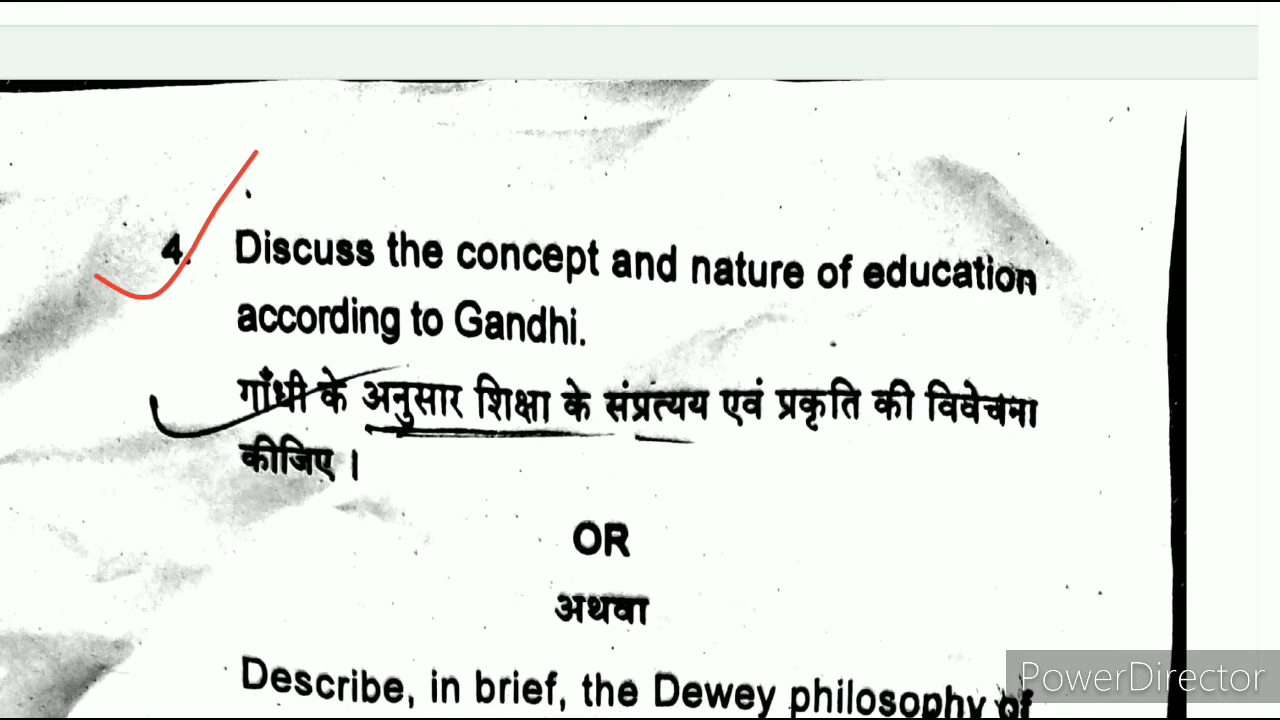 4. Discuss the concept and nature of education
according to Gandhi.
गाँधी के अनुसार शिक्षा के संप्रत्यय एवं प्रकृति की विवेचना
कीजिए ।
OR
अथवा
Describe, in brief, the Dewey philosophy of
PowerDirector